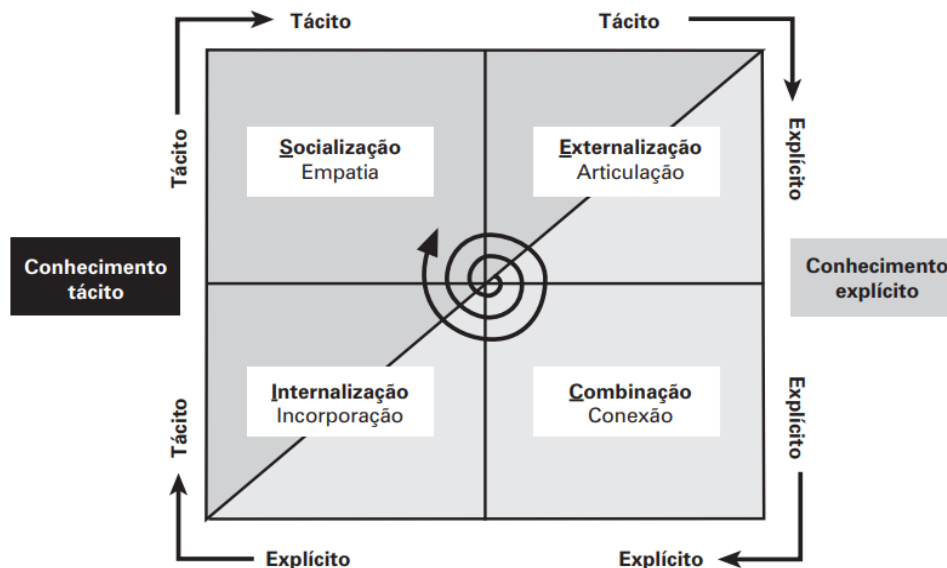 Tácito
Tácito
Tácito
Explícito
Socialização
Empatia
Externalização
Articulação
Conhecimento
tácito
Conhecimento
explícito
Internalização
Incorporação
Combinação
Conexão
Tácito
Explícito
Explícito
Explícito